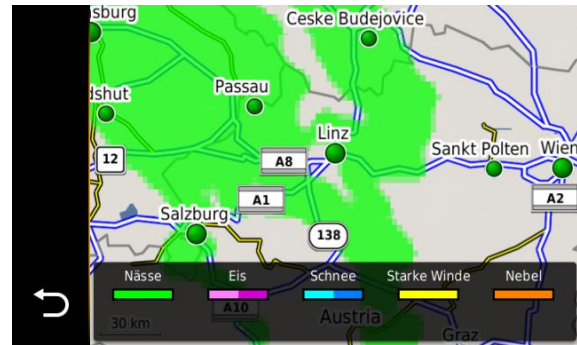 sburg
Ceske Budejovice
dshut
Passau
Linz
12
A8
Sankt Polten
Wien
A1
A2
Salzburg
138
Nässe
Eis
Schnee
Starke Winde
Nebel
30 km
A10
Austria
Graz